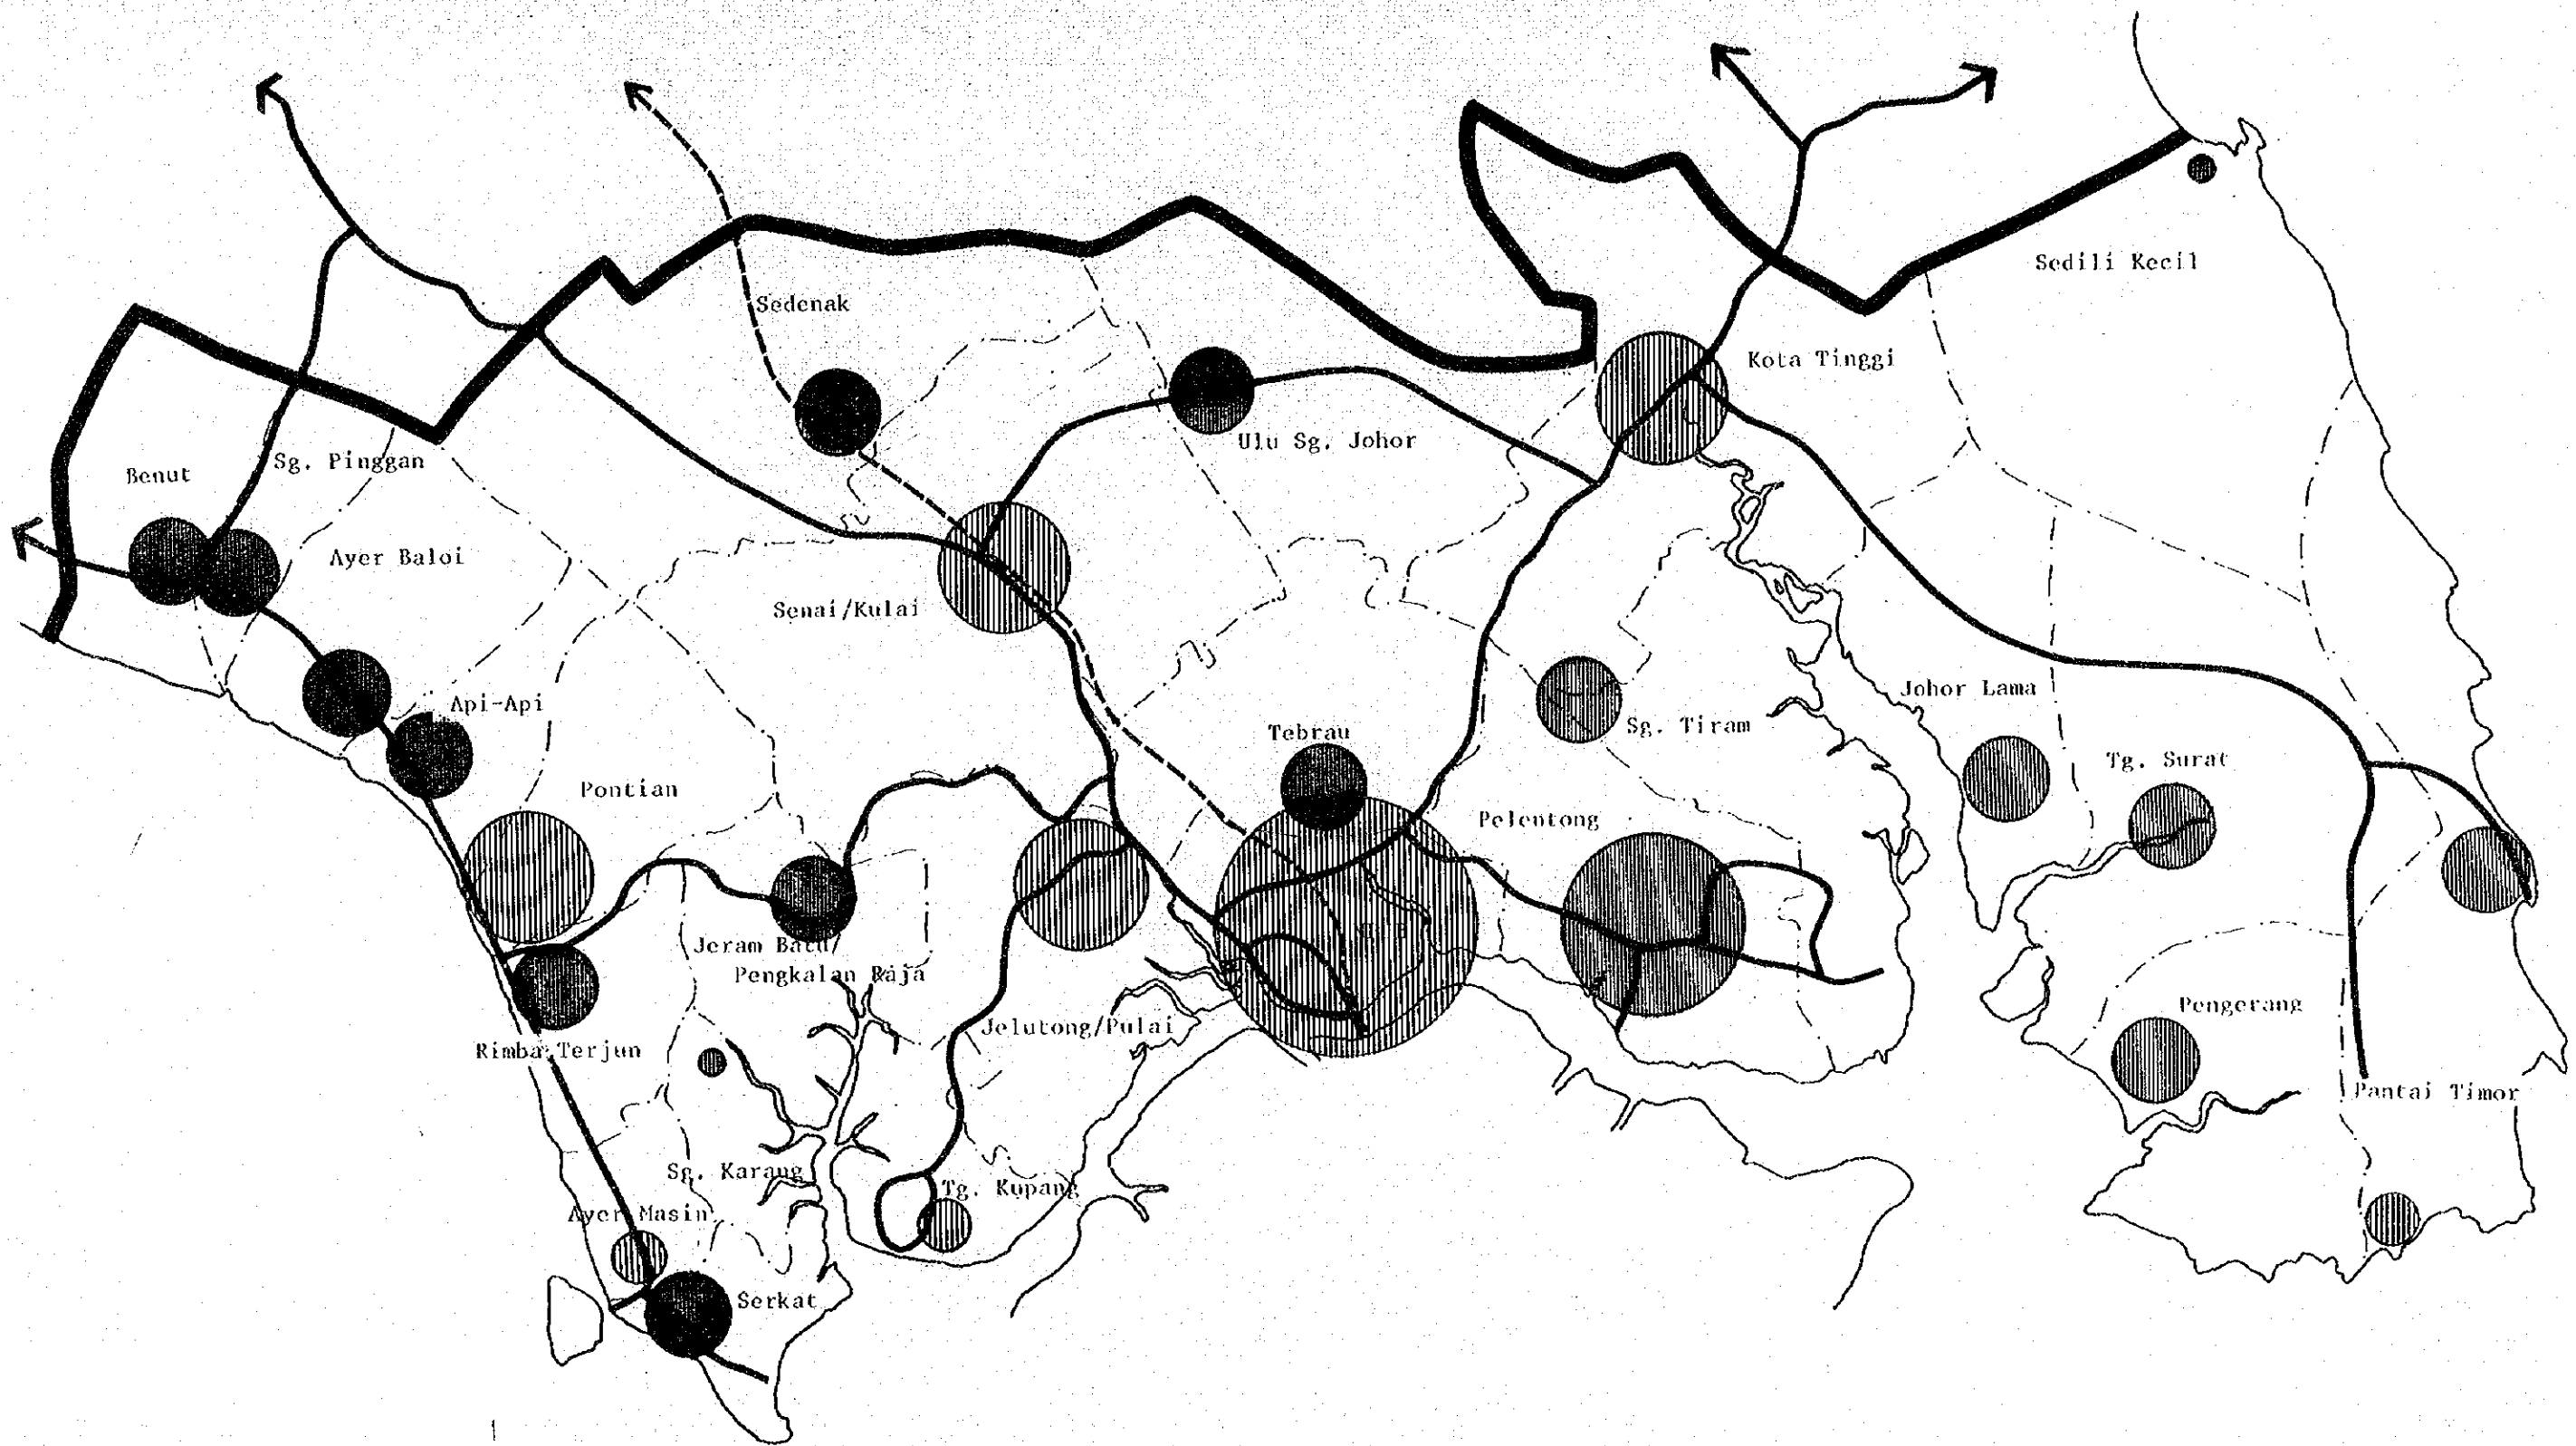 Sedili Kecil
Sedenak
Kota Tinggi
Ulu Sg. Johor
Sg. Pinggan
Benut
Ayer Baloi
Senai/Kulai
Johor Lama
Api-Api
Sg. Tiram
Tebrau
Tg. Surat
Pontian
Pelentong
Jeram Batu/
Pengkalan Raja
Pengerang
Jelutong/Pulai
Rimba Terjun
Pantai Timor
Sg. Karang
Tg. Kupang
Ayer Masin
Serkat